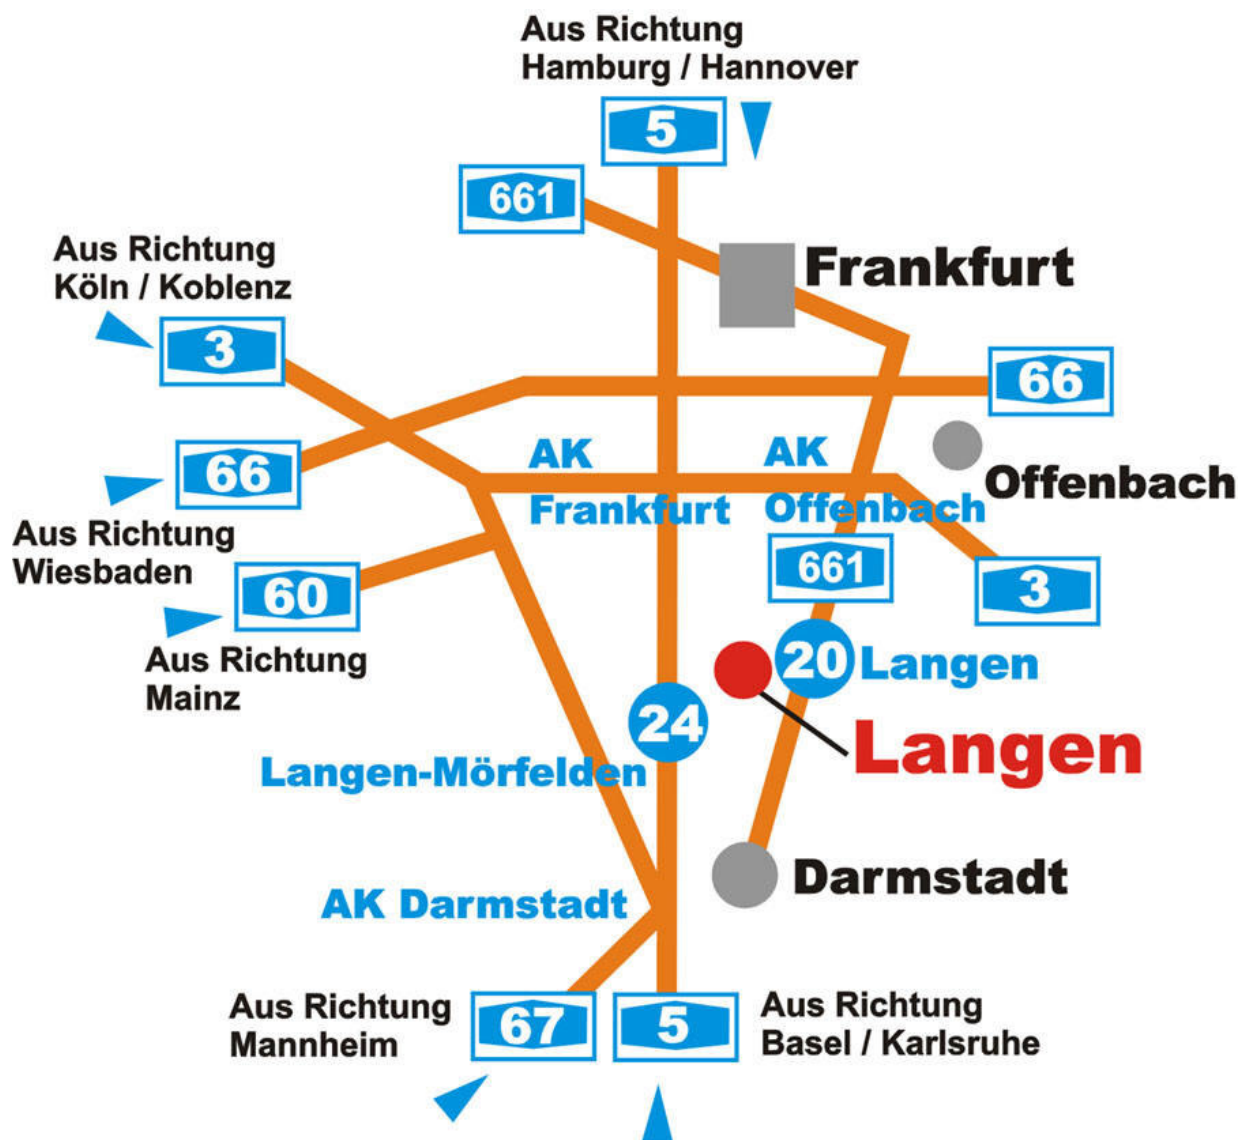 Aus Richtung
Hamburg / Hannover
5
661
Aus Richtung
Köln / Koblenz
Frankfurt
3
66
AK
Frankfurt
AK
Offenbach
66
Offenbach
Aus Richtung
Wiesbaden
60
661
3
Aus Richtung
Mainz
20
Langen
24
Langen-Mörfelden
Langen
Darmstadt
AK Darmstadt
Aus Richtung
Mannheim
67
5
Aus Richtung
Basel / Karlsruhe